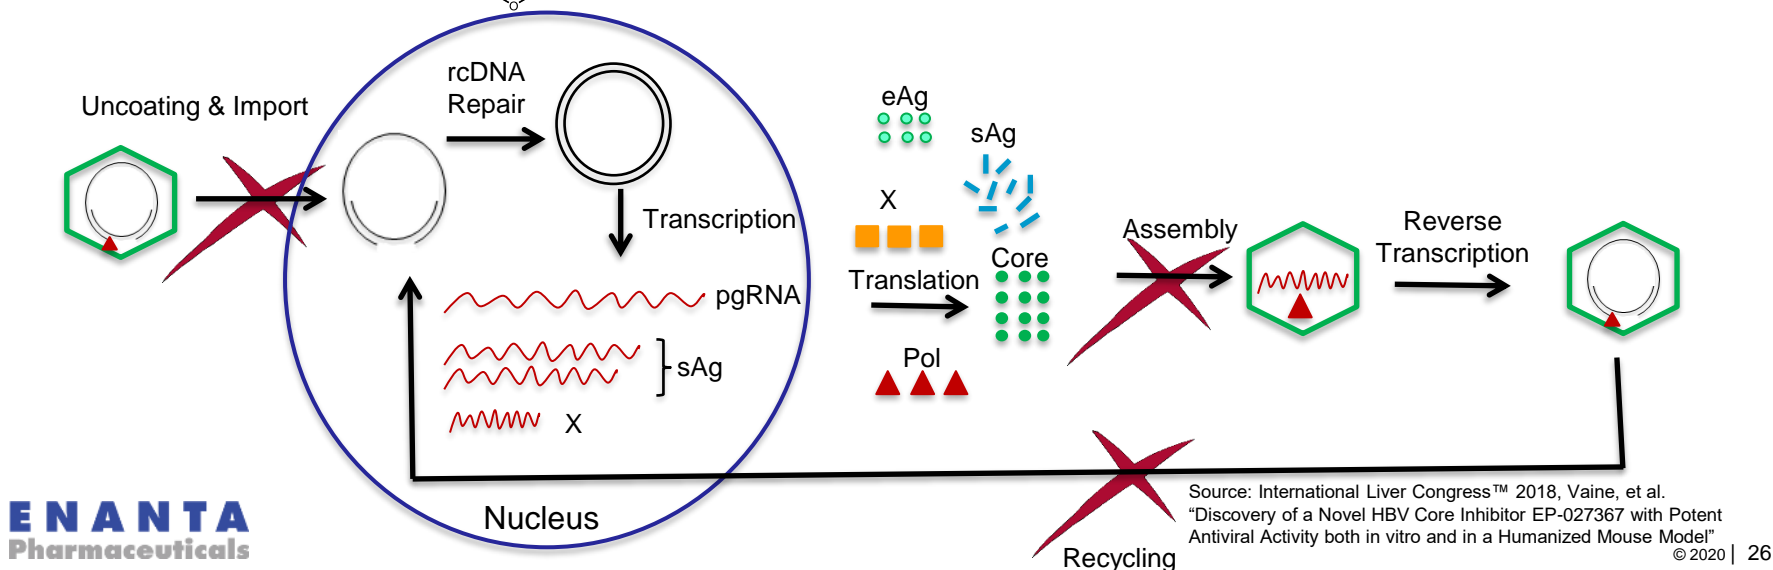 O
Uncoating & Import
rcDNA
Repair
Transcription
pgRNA
sAg
X
Nucleus
eAg
sAg
X
Translation
Core
Pol
Assembly
Reverse
Transcription
Recycling
ENANTA
Pharmaceuticals
Source: International Liver Congress™ 2018, Vaine, et al.
“Discovery of a Novel HBV Core Inhibitor EP-027367 with Potent
Antiviral Activity both in vitro and in a Humanized Mouse Model”
© 2020 | 26